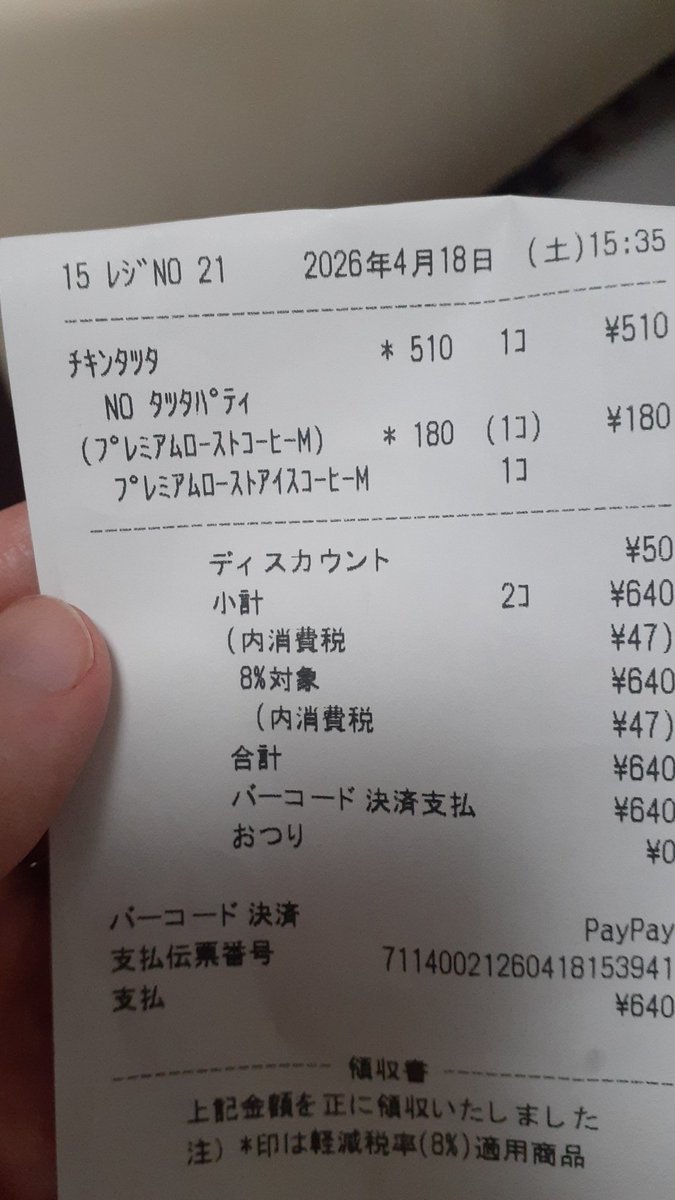 15 ﾚｼﾞNO 21 2026年4月18日 (土)15:35
ﾁｷﾝﾀﾂﾀ * 510 1ｺ ¥510
NO ﾀﾂﾀﾊﾟﾃｨ
(ﾌﾟﾚﾐｱﾑﾛｰｽﾄｺｰﾋｰM) * 180 (1ｺ) ¥180
ﾌﾟﾚﾐｱﾑﾛｰｽﾄｱｲｽｺｰﾋｰM 1ｺ
ディスカウント ¥50
小計 2ｺ ¥640
(内消費税 ¥47)
8%対象 ¥640
(内消費税 ¥47)
合計 ¥640
バーコード決済支払 ¥640
おつり ¥0
バーコード決済 PayPay
支払伝票番号 71140021260418153941
支払 ¥640
領収書
上記金額を正に領収いたしました
注) *印は軽減税率(8%)適用商品